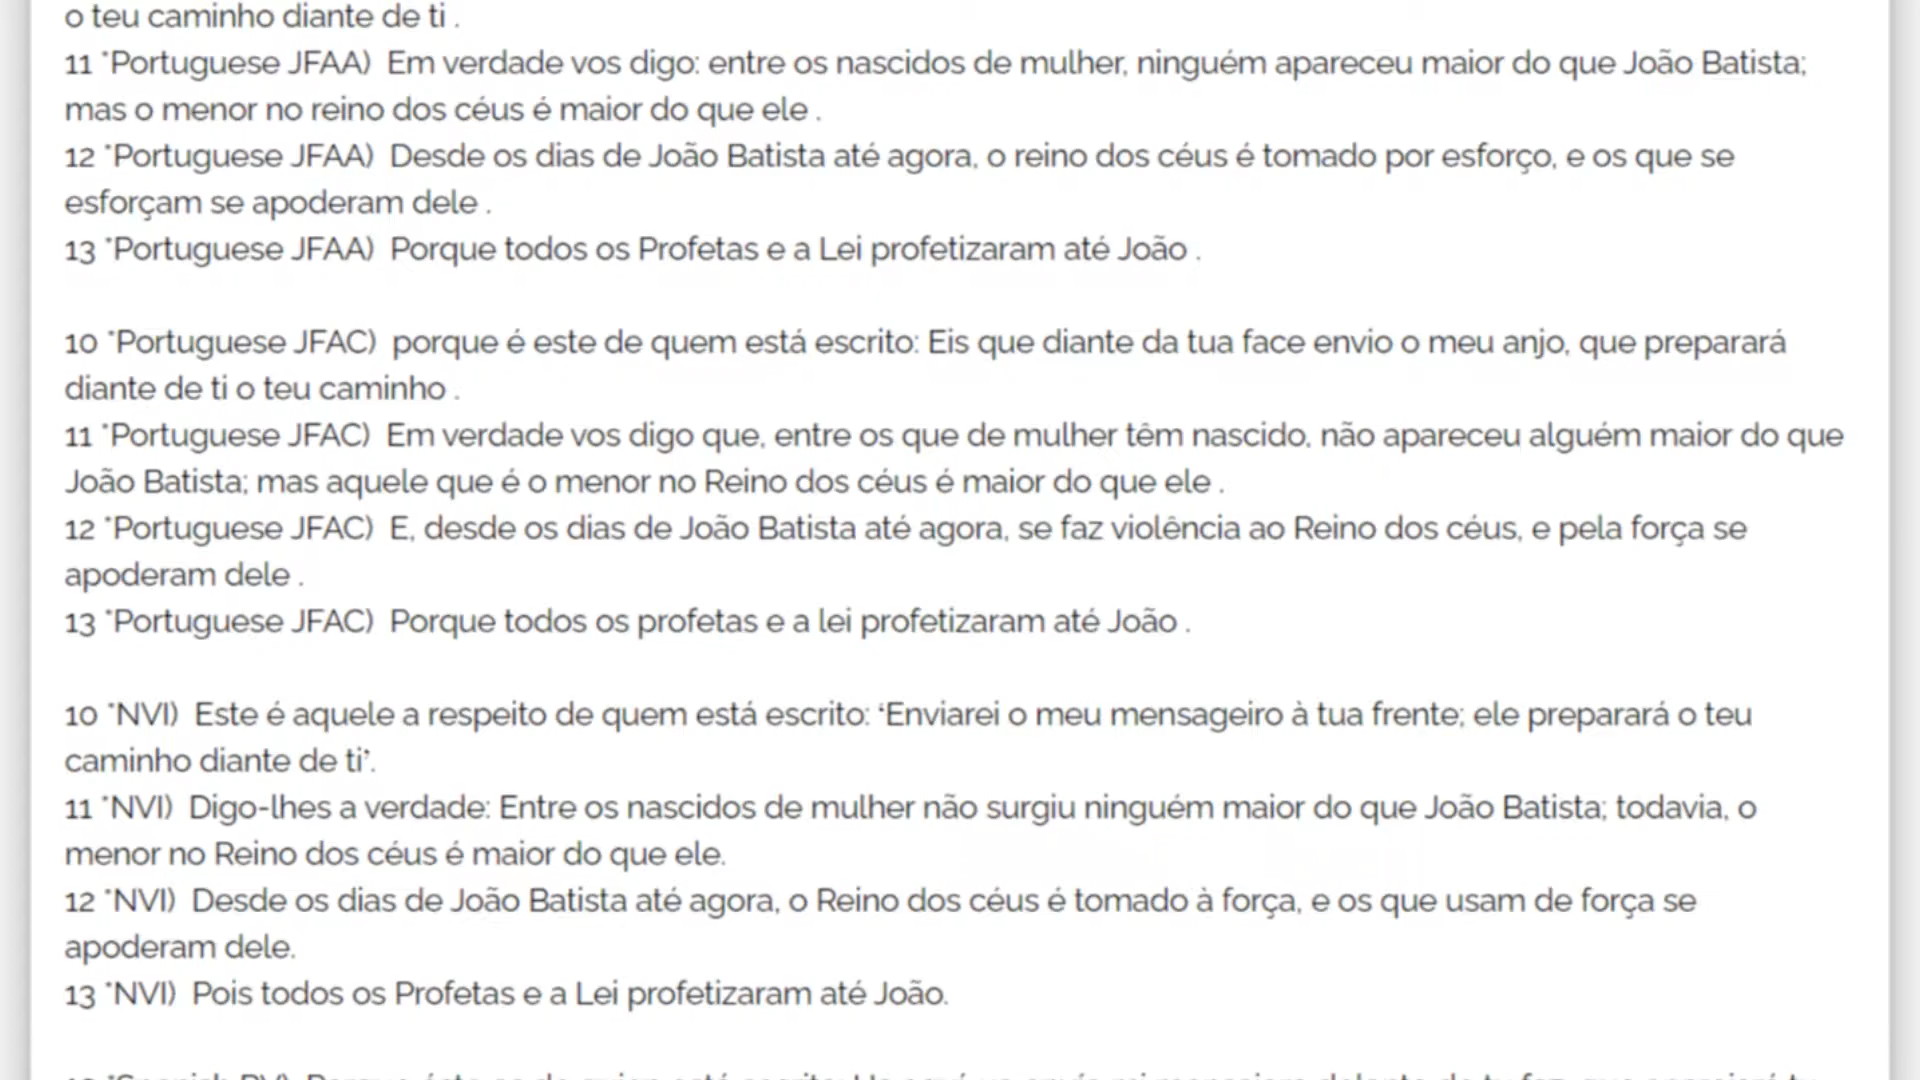 o teu caminho diante de ti .
11 *Portuguese JFAA)  Em verdade vos digo: entre os nascidos de mulher, ninguém apareceu maior do que João Batista;
mas o menor no reino dos céus é maior do que ele .
12 *Portuguese JFAA)  Desde os dias de João Batista até agora, o reino dos céus é tomado por esforço, e os que se
esforçam se apoderam dele .
13 *Portuguese JFAA)  Porque todos os Profetas e a Lei profetizaram até João .
10 *Portuguese JFAC)  porque é este de quem está escrito: Eis que diante da tua face envio o meu anjo, que preparará
diante de ti o teu caminho .
11 *Portuguese JFAC)  Em verdade vos digo que, entre os que de mulher têm nascido, não apareceu alguém maior do que
João Batista; mas aquele que é o menor no Reino dos céus é maior do que ele .
12 *Portuguese JFAC)  E, desde os dias de João Batista até agora, se faz violência ao Reino dos céus, e pela força se
apoderam dele .
13 *Portuguese JFAC)  Porque todos os profetas e a lei profetizaram até João .
10 *NVI)  Este é aquele a respeito de quem está escrito: ‘Enviarei o meu mensageiro à tua frente; ele preparará o teu
caminho diante de ti’.
11 *NVI)  Digo-lhes a verdade: Entre os nascidos de mulher não surgiu ninguém maior do que João Batista; todavia, o
menor no Reino dos céus é maior do que ele.
12 *NVI)  Desde os dias de João Batista até agora, o Reino dos céus é tomado à força, e os que usam de força se
apoderam dele.
13 *NVI)  Pois todos os Profetas e a Lei profetizaram até João.